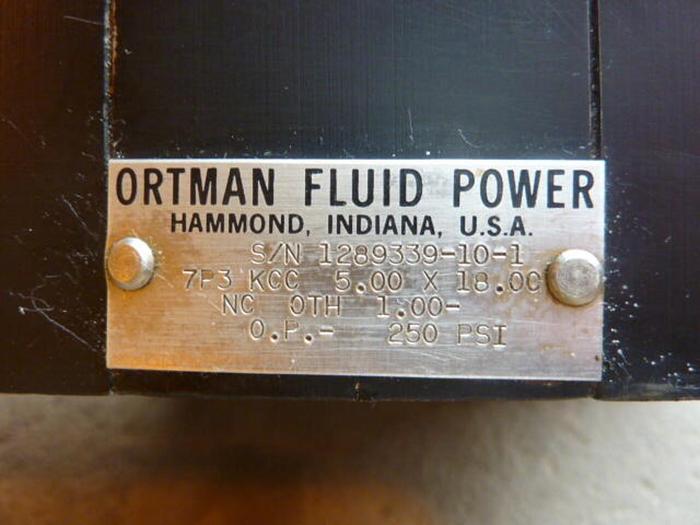 ORTMAN FLUID POWER
HAMMOND, INDIANA, U.S.A.
S/N 1289339-10-1
7P3 KCC 5.00 X 18.00
NC OTH 1.00-
O.P.- 250 PSI